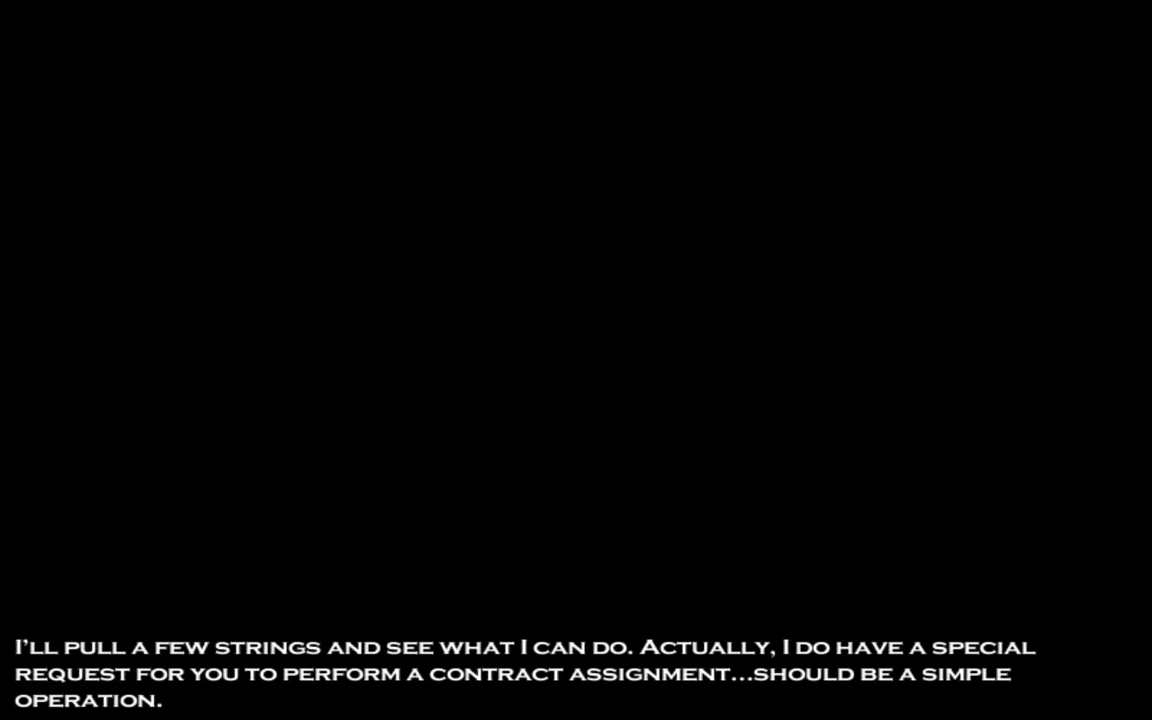 I'll pull a few strings and see what I can do. Actually, I do have a special
request for you to perform a contract assignment...should be a simple
operation.